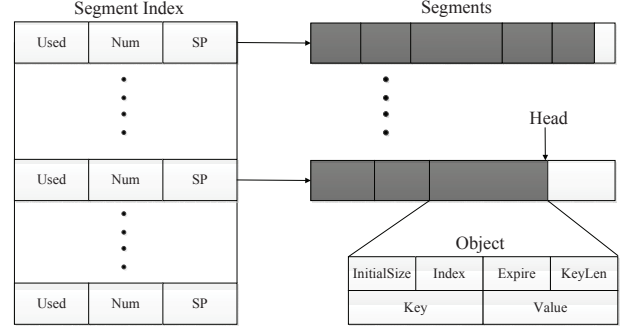 Segment Index
Segments
Used Num SP
Head
Used Num SP
Object
InitialSize Index Expire KeyLen
Key Value
Used Num SP